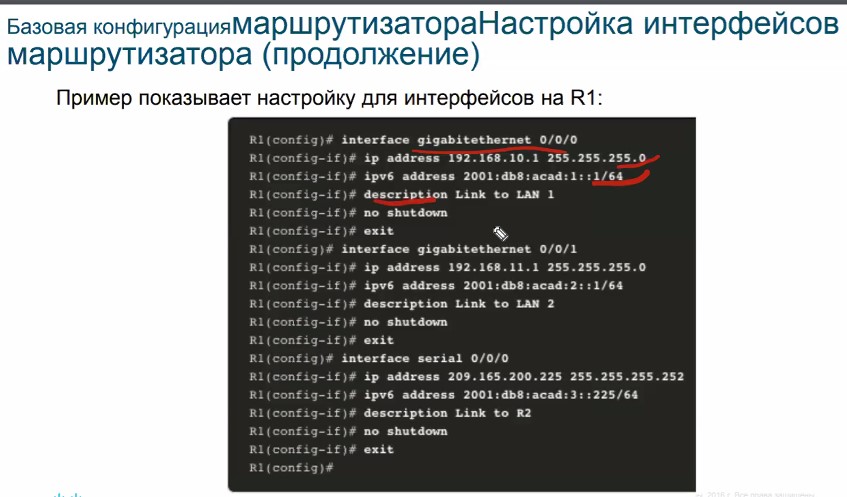 Базовая конфигурациямаршрутизатораНастройка интерфейсов
маршрутизатора (продолжение)
Пример показывает настройку для интерфейсов на R1:
R1(config)# interface gigabitethernet 0/0/0
R1(config-if)# ip address 192.168.10.1 255.255.255.0
R1(config-if)# ipv6 address 2001:db8:acad:1::1/64
R1(config-if)# description Link to LAN 1
R1(config-if)# no shutdown
R1(config-if)# exit
R1(config)# interface gigabitethernet 0/0/1
R1(config-if)# ip address 192.168.11.1 255.255.255.0
R1(config-if)# ipv6 address 2001:db8:acad:2::1/64
R1(config-if)# description Link to LAN 2
R1(config-if)# no shutdown
R1(config-if)# exit
R1(config)# interface serial 0/0/0
R1(config-if)# ip address 209.165.200.225 255.255.255.252
R1(config-if)# ipv6 address 2001:db8:acad:3::225/64
R1(config-if)# description Link to R2
R1(config-if)# no shutdown
R1(config-if)# exit
R1(config)#